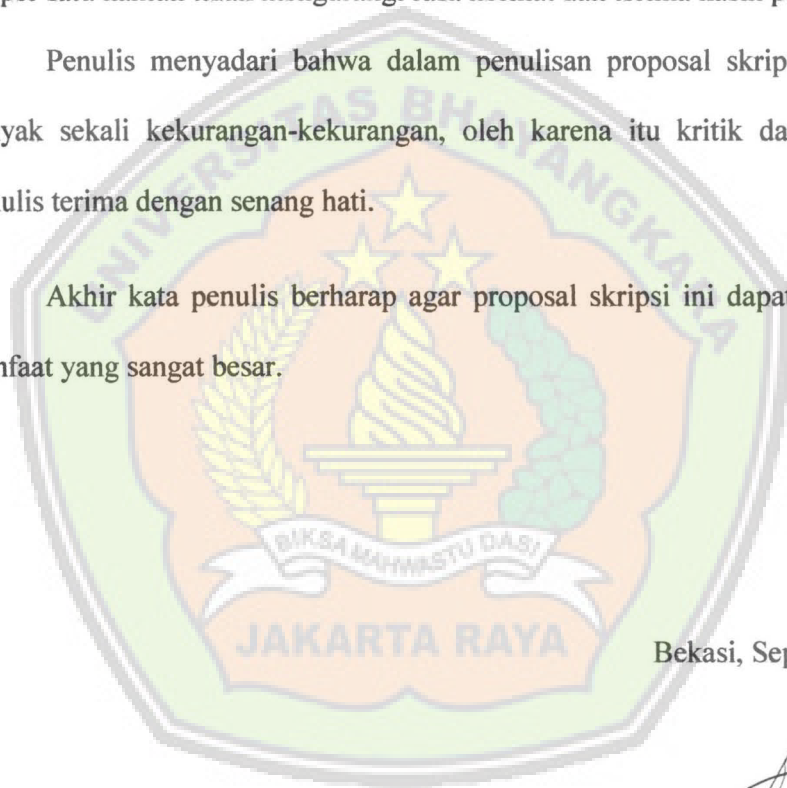 Penulis menyadari bahwa dalam penulisan proposal skrip
yak sekali kekurangan-kekurangan, oleh karena itu kritik da
ulis terima dengan senang hati.
Akhir kata penulis berharap agar proposal skripsi ini dapat
nfaat yang sangat besar.
UNIVERSITAS BHAYANGKARA
BIKSA MAHWASTU DASI
JAKARTA RAYA
Bekasi, Sep